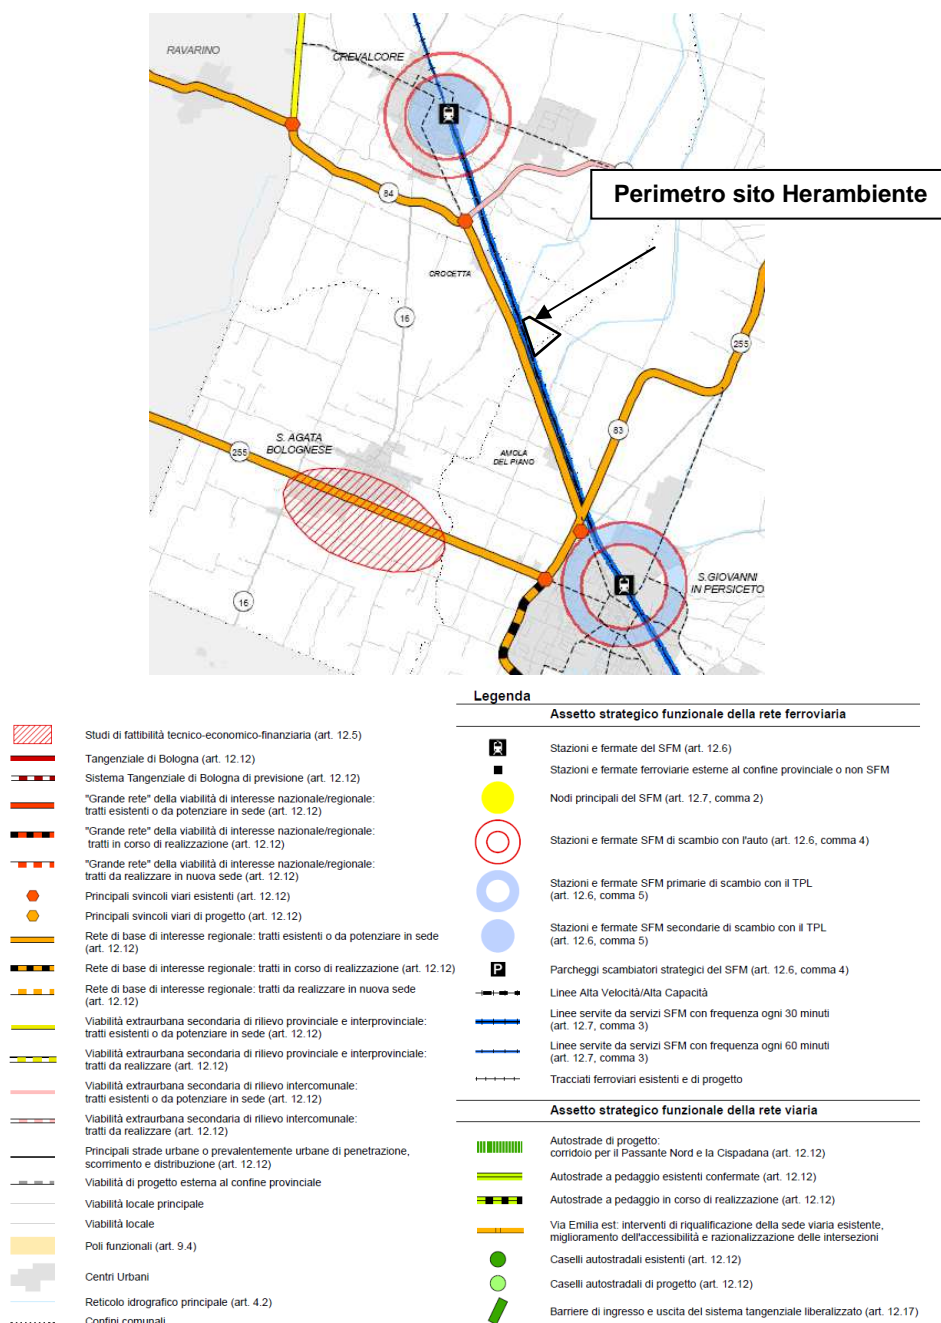 RAVARINO
CREVALCORE
Perimetro sito Herambiente
84
CROCETTA
16
255
83
S. AGATA
BOLOGNESE
255
AMOLA
DEL PIANO
S.GIOVANNI
IN PERSICETO
16
Legenda
Assetto strategico funzionale della rete ferroviaria
Stazioni e fermate del SFM (art. 12.6)
Stazioni e fermate ferroviarie esterne al confine provinciale o non SFM
Nodi principali del SFM (art. 12.7, comma 2)
Stazioni e fermate SFM di scambio con l'auto (art. 12.6, comma 4)
Stazioni e fermate SFM primarie di scambio con il TPL
(art. 12.6, comma 5)
Stazioni e fermate SFM secondarie di scambio con il TPL
(art. 12.6, comma 5)
P
Parcheggi scambiatori strategici del SFM (art. 12.6, comma 4)
Linee Alta Velocità/Alta Capacità
Linee servite da servizi SFM con frequenza ogni 30 minuti
(art. 12.7, comma 3)
Linee servite da servizi SFM con frequenza ogni 60 minuti
(art. 12.7, comma 3)
Tracciati ferroviari esistenti e di progetto
Assetto strategico funzionale della rete viaria
Autostrade di progetto:
corridoio per il Passante Nord e la Cispadana (art. 12.12)
Autostrade a pedaggio esistenti confermate (art. 12.12)
Autostrade a pedaggio in corso di realizzazione (art. 12.12)
Via Emilia est: interventi di riqualificazione della sede viaria esistente,
miglioramento dell'accessibilità e razionalizzazione delle intersezioni
Caselli autostradali esistenti (art. 12.12)
Caselli autostradali di progetto (art. 12.12)
Barriere di ingresso e uscita del sistema tangenziale liberalizzato (art. 12.17)
Studi di fattibilità tecnico-economico-finanziaria (art. 12.5)
Tangenziale di Bologna (art. 12.12)
Sistema Tangenziale di Bologna di previsione (art. 12.12)
"Grande rete" della viabilità di interesse nazionale/regionale:
tratti esistenti o da potenziare in sede (art. 12.12)
"Grande rete" della viabilità di interesse nazionale/regionale:
tratti in corso di realizzazione (art. 12.12)
"Grande rete" della viabilità di interesse nazionale/regionale:
tratti da realizzare in nuova sede (art. 12.12)
Principali svincoli viari esistenti (art. 12.12)
Principali svincoli viari di progetto (art. 12.12)
Rete di base di interesse regionale: tratti esistenti o da potenziare in sede
(art. 12.12)
Rete di base di interesse regionale: tratti in corso di realizzazione (art. 12.12)
Rete di base di interesse regionale: tratti da realizzare in nuova sede
(art. 12.12)
Viabilità extraurbana secondaria di rilievo provinciale e interprovinciale:
tratti esistenti o da potenziare in sede (art. 12.12)
Viabilità extraurbana secondaria di rilievo provinciale e interprovinciale:
tratti da realizzare (art. 12.12)
Viabilità extraurbana secondaria di rilievo intercomunale:
tratti esistenti o da potenziare in sede (art. 12.12)
Viabilità extraurbana secondaria di rilievo intercomunale:
tratti da realizzare (art. 12.12)
Principali strade urbane o prevalentemente urbane di penetrazione,
scorrimento e distribuzione (art. 12.12)
Viabilità di progetto esterna al confine provinciale
Viabilità locale principale
Viabilità locale
Poli funzionali (art. 9.4)
Centri Urbani
Reticolo idrografico principale (art. 4.2)
Confini comunali